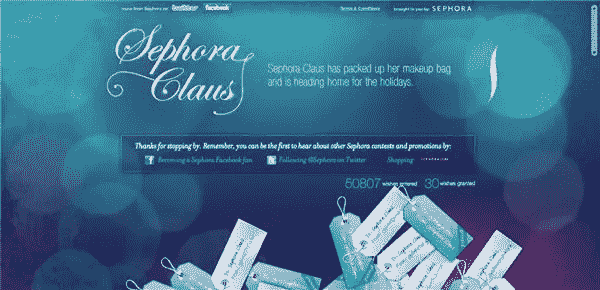 more from Sephora on: facebook
Terms & Conditions
brought to you by: SEPHORA
Sephora
Claus
Sephora Claus has packed up her makeup bag
and is heading home for the holidays.
Thanks for stopping by. Remember, you can be the first to hear about other Sephora contests and promotions by:
Becoming a Sephora Facebook fan
Following @Sephora on Twitter
Shopping
50807 wishes entered 30 wishes granted